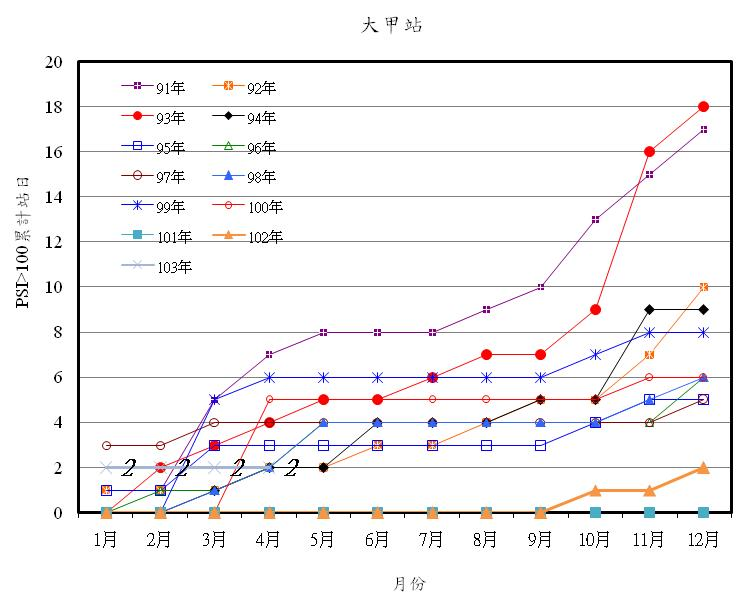 大甲站
PSI>100累計站日
20
18
16
14
12
10
8
6
4
2
0
91年 92年
93年 94年
95年 96年
97年 98年
99年 100年
101年 102年
103年
2 2 2 2
1月 2月 3月 4月 5月 6月 7月 8月 9月 10月 11月 12月
月份